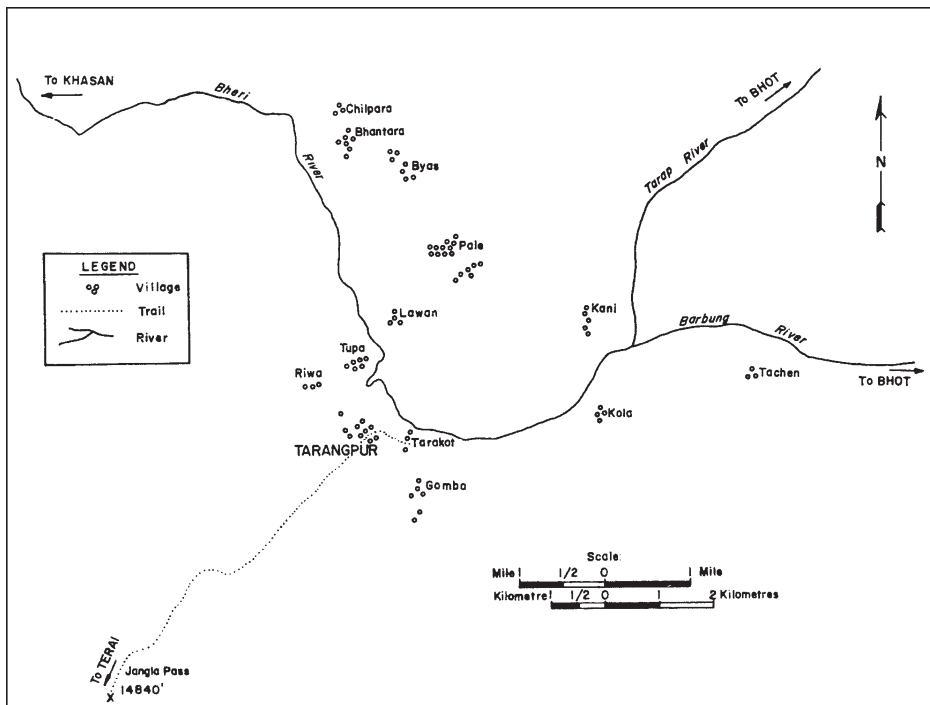 To KHASAN
Bheri
River
Chilpara
Bhantara
Byas
To BHOT
Tarap River
N
Pale
LEGEND
Village
Trail
River
Lawan
Kani
Barbung
River
Tupa
Riwa
Tachen
To BHOT
Kola
TARANGPUR
Tarakot
Gomba
Scale:
Mile 1 1/2 0 1 Mile
Kilometre 1 1/2 0 1 2 Kilometres
To TERAI
Jangla Pass
X 14840'